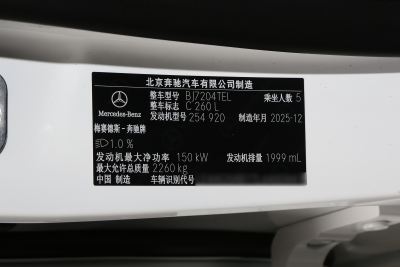 北京奔驰汽车有限公司制造
整车型号 BJ7204TEL 乘坐人数 5
整车标志 C 260 L
发动机型号 254 920 制造年月 2025-12
Mercedes-Benz
梅赛德斯-奔驰牌
1.0 %
发动机最大净功率 150 kW 发动机排量 1999 mL
最大允许总质量 2260 kg
中国 制造 车辆识别代号